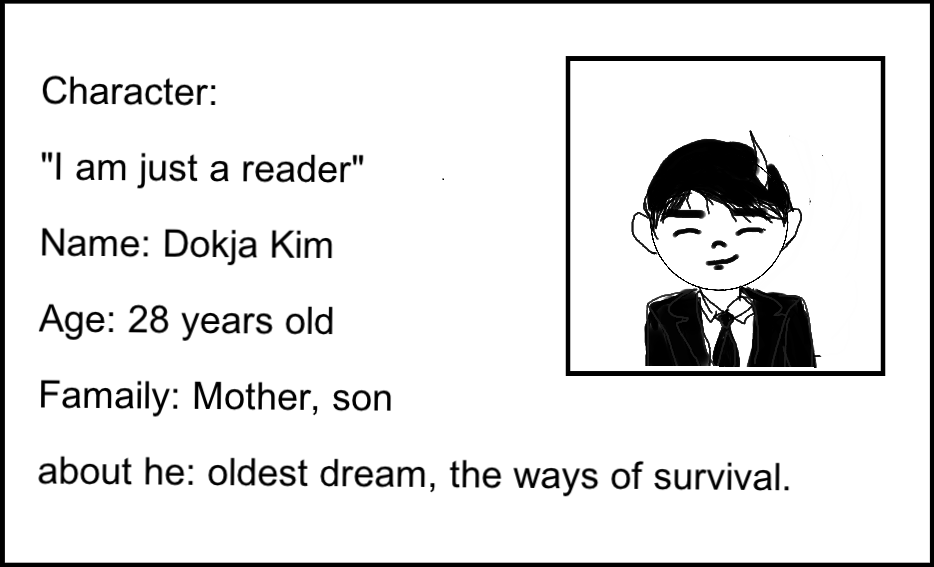 Character:
"I am just a reader"
Name: Dokja Kim
Age: 28 years old
Famaily: Mother, son
about he: oldest dream, the ways of survival.